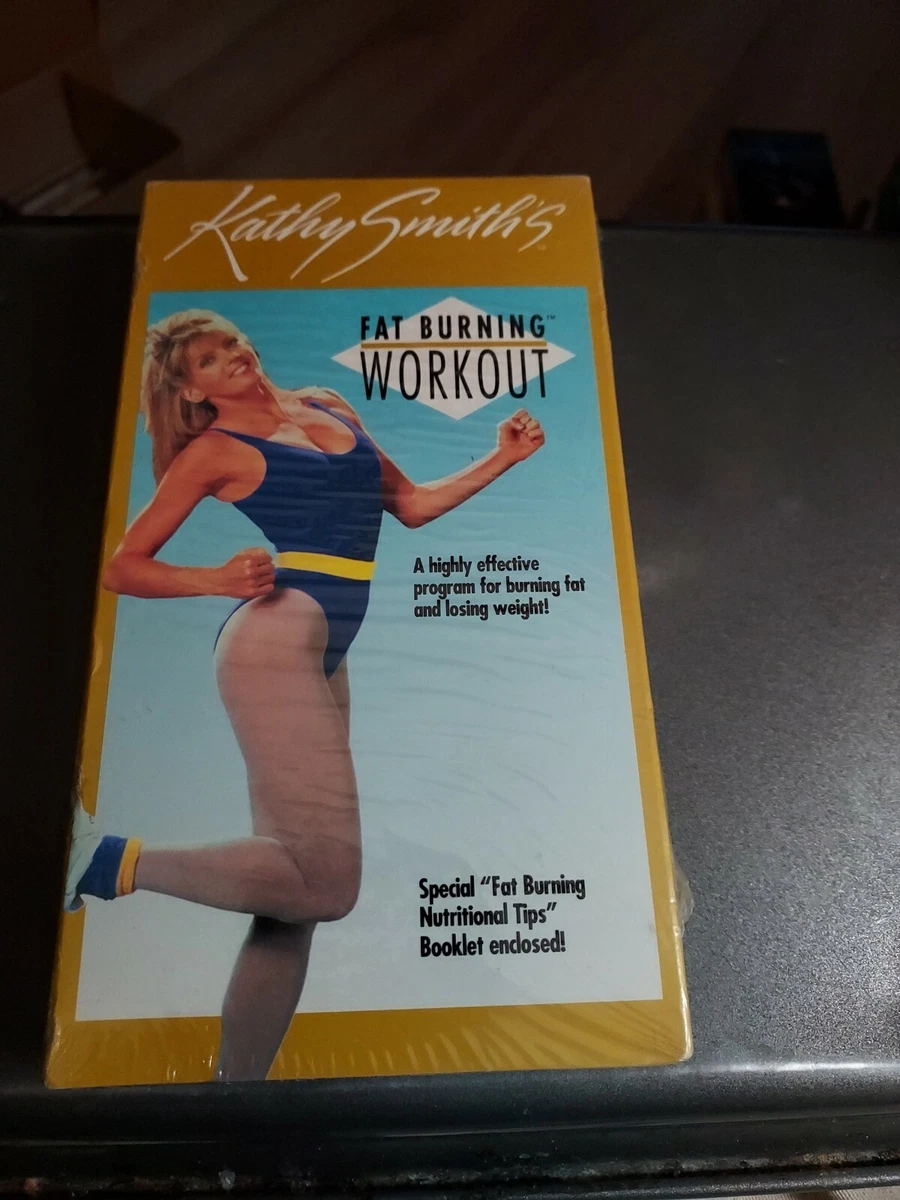 Kathy Smith's
FAT BURNING™
WORKOUT
A highly effective
program for burning fat
and losing weight!
Special “Fat Burning
Nutritional Tips”
Booklet enclosed!